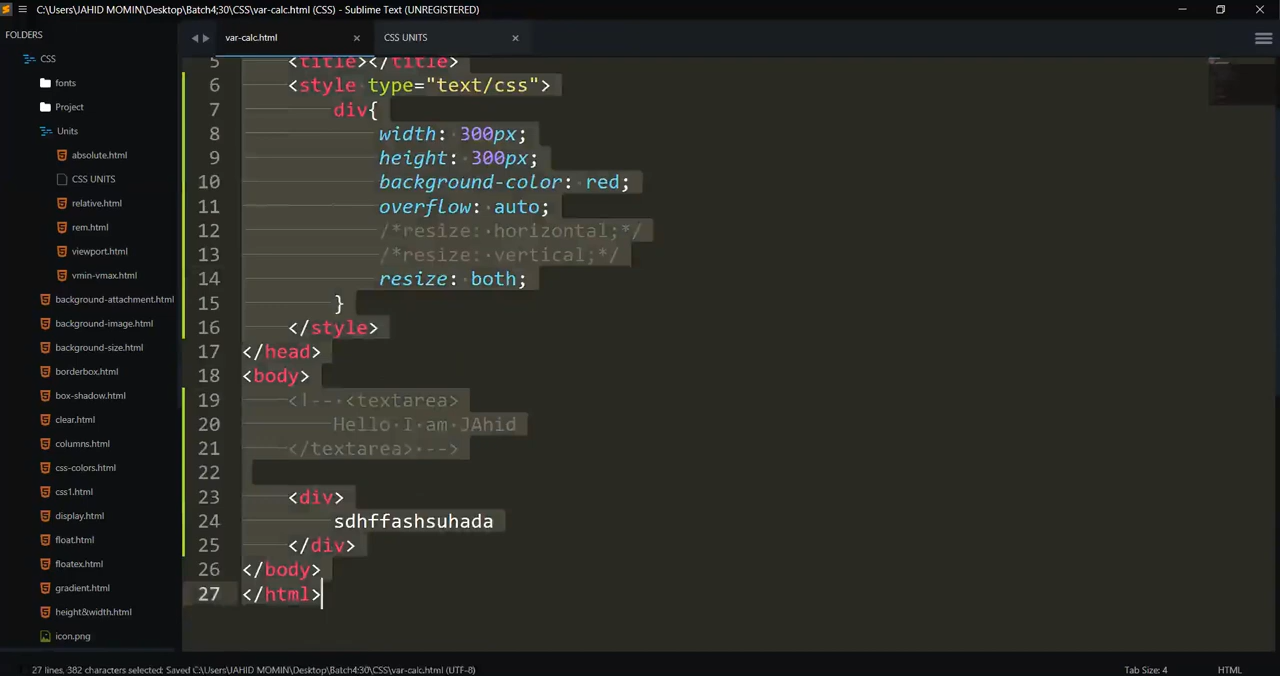 C:\Users\JAHID MOMIN\Desktop\Batch4;30\CSS\var-calc.html (CSS) - Sublime Text (UNREGISTERED)
FOLDERS
CSS
fonts
Project
Units
absolute.html
CSS UNITS
relative.html
rem.html
viewport.html
vmin-vmax.html
background-attachment.html
background-image.html
background-size.html
borderbox.html
box-shadow.html
clear.html
columns.html
css-colors.html
css1.html
display.html
float.html
floatex.html
gradient.html
height&width.html
icon.png
var-calc.html
CSS UNITS
5 <title></title>
6 <style type="text/css">
7 div{
8 width: 300px;
9 height: 300px;
10 background-color: red;
11 overflow: auto;
12 /*resize: horizontal;*/
13 /*resize: vertical;*/
14 resize: both;
15 }
16 </style>
17 </head>
18 <body>
19 <!-- <textarea>
20 Hello I am JAhid
21 </textarea> -->
22
23 <div>
24 sdhffashsuhada
25 </div>
26 </body>
27 </html>
27 lines, 382 characters selected: Saved C:\Users\JAHID MOMIN\Desktop\Batch4;30\CSS\var-calc.html (UTF-8)
Tab Size: 4
HTML